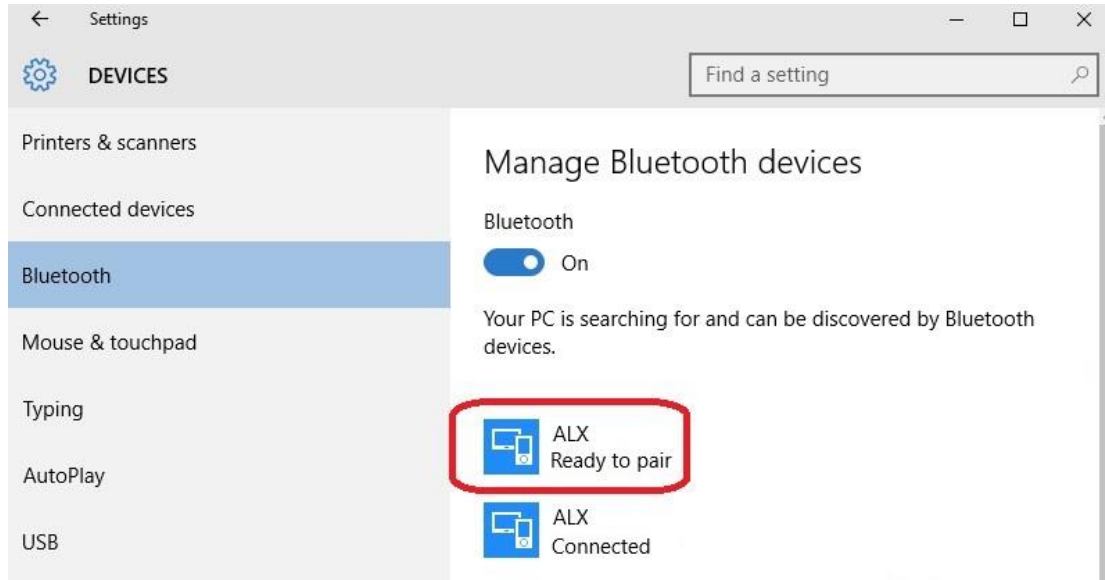 Settings
DEVICES
Find a setting
Printers & scanners
Connected devices
Bluetooth
Mouse & touchpad
Typing
AutoPlay
USB
Manage Bluetooth devices
Bluetooth
On
Your PC is searching for and can be discovered by Bluetooth
devices.
ALX
Ready to pair
ALX
Connected